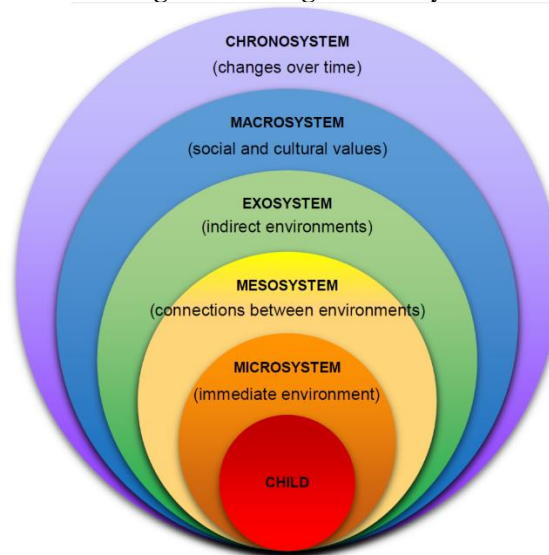 CHRONOSYSTEM
(changes over time)
MACROSYSTEM
(social and cultural values)
EXOSYSTEM
(indirect environments)
MESOSYSTEM
(connections between environments)
MICROSYSTEM
(immediate environment)
CHILD